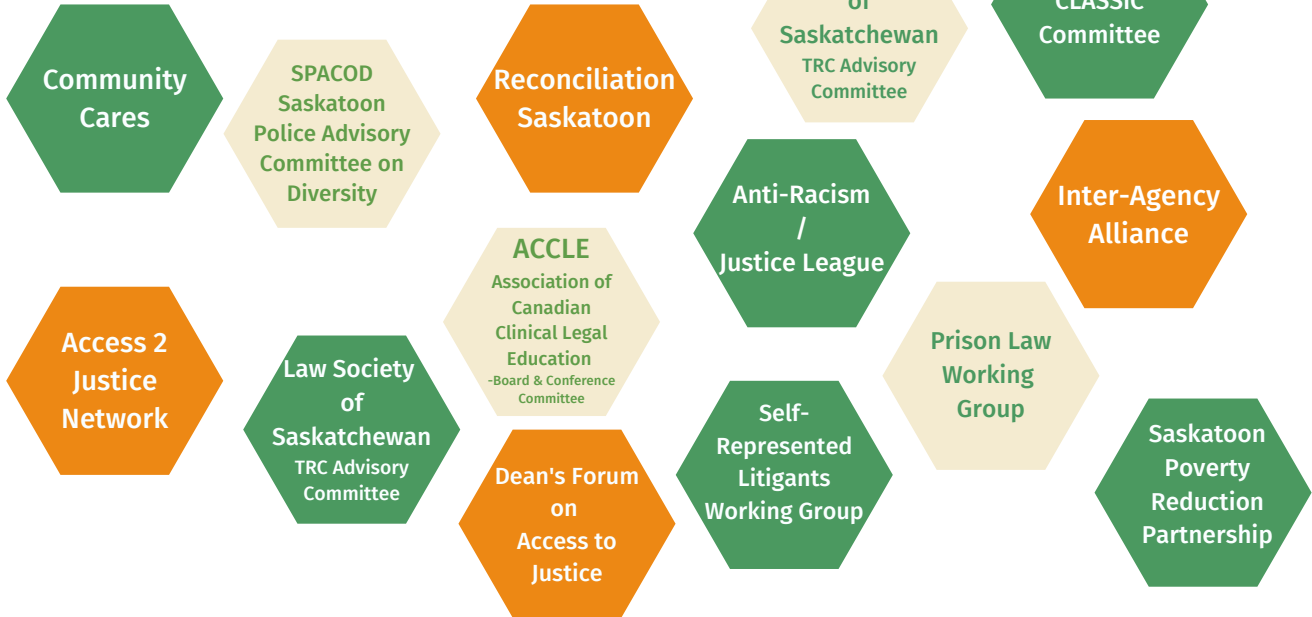 Community
Cares
SPACOD
Saskatoon
Police Advisory
Committee on
Diversity
Reconciliation
Saskatoon
of
Saskatchewan
TRC Advisory
Committee
CLASSIC
Committee
Anti-Racism
/
Justice League
Inter-Agency
Alliance
Access 2
Justice
Network
Law Society
of
Saskatchewan
TRC Advisory
Committee
ACCLE
Association of
Canadian
Clinical Legal
Education
-Board & Conference
Committee
Dean's Forum
on
Access to
Justice
Self-
Represented
Litigants
Working Group
Prison Law
Working
Group
Saskatoon
Poverty
Reduction
Partnership